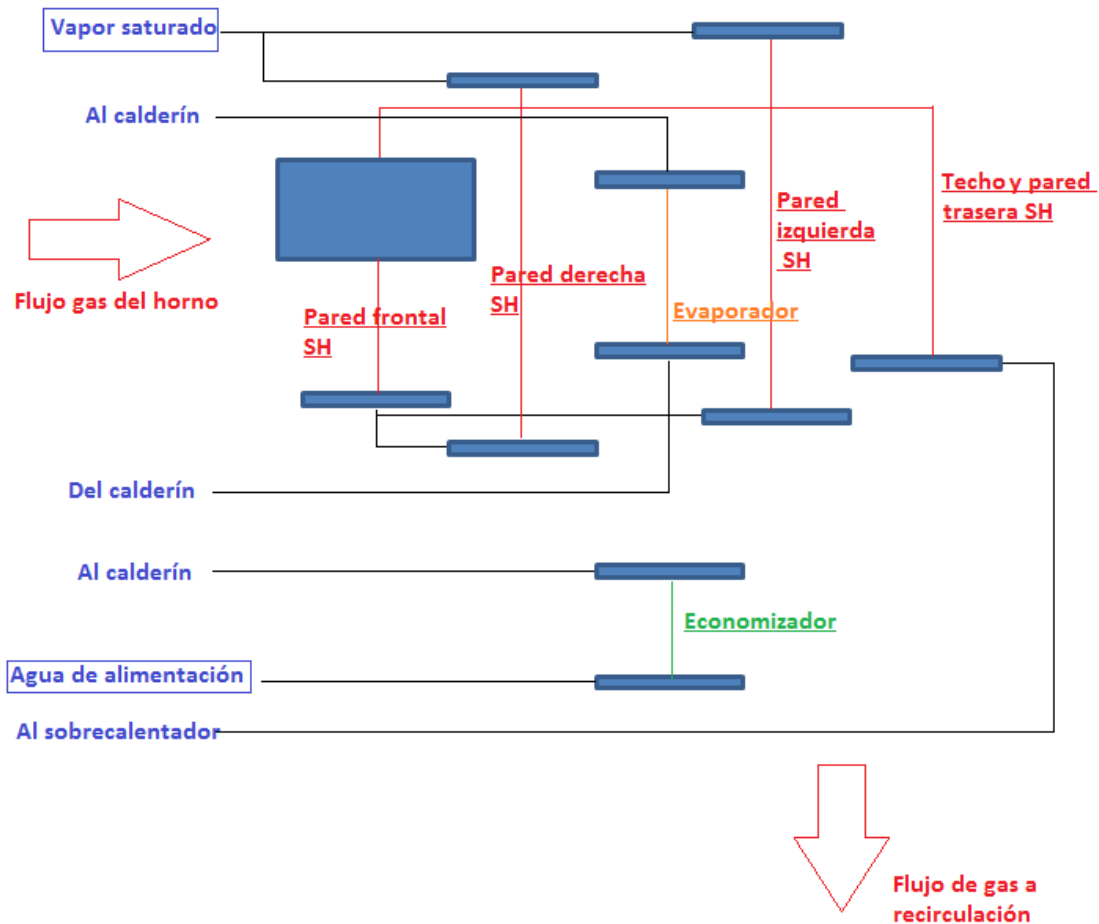 Vapor saturado
Al calderín
Techo y pared
trasera SH
Pared
izquierda
SH
Pared derecha
SH
Flujo gas del horno
Pared frontal
SH
Evaporador
Del calderín
Al calderín
Economizador
Agua de alimentación
Al sobrecalentador
Flujo de gas a
recirculación